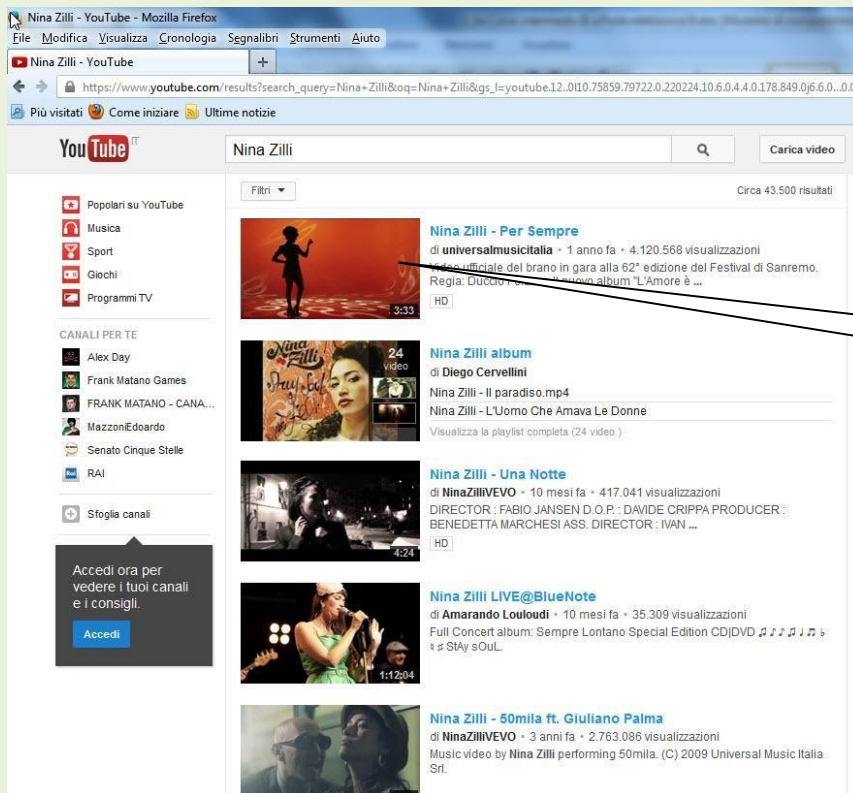 Nina Zilli - YouTube - Mozilla Firefox
File Modifica Visualizza Cronologia Segnalibri Strumenti Aiuto
Nina Zilli - YouTube +
https://www.youtube.com/results?search_query=Nina+Zilli&oq=Nina+Zilli&gs_l=youtube.12..0l10.75859.79722.0.220224.10.6.0.4.4.0.178.849.0j6.6.0...0.0
Più visitati Come iniziare Ultime notizie
YouTube IT
Nina Zilli
Carica video
Filtri
Circa 43.500 risultati
Popolari su YouTube
Musica
Sport
Giochi
Programmi TV
CANALI PER TE
Alex Day
Frank Matano Games
FRANK MATANO - CANA...
MazzoniEdoardo
Senato Cinque Stelle
RAI
Sfoglia canali
Accedi ora per
vedere i tuoi canali
e i consigli.
Accedi
3:33
Nina Zilli - Per Sempre
di universalmusicitalia • 1 anno fa • 4.120.568 visualizzazioni
Video ufficiale del brano in gara alla 62° edizione del Festival di Sanremo.
Regia: Duccio nuovo album "L'Amore è ...
HD
Nina Zilli
24
video
Nina Zilli album
di Diego Cervellini
Nina Zilli - Il paradiso.mp4
Nina Zilli - L'Uomo Che Amava Le Donne
Visualizza la playlist completa (24 video )
4:24
Nina Zilli - Una Notte
di NinaZilliVEVO • 10 mesi fa • 417.041 visualizzazioni
DIRECTOR : FABIO JANSEN D.O.P. : DAVIDE CRIPPA PRODUCER :
BENEDETTA MARCHESI ASS. DIRECTOR : IVAN ...
HD
1:12:04
Nina Zilli LIVE@BlueNote
di Amarando Louloudi • 10 mesi fa • 35.309 visualizzazioni
Full Concert album: Sempre Lontano Special Edition CD|DVD ♫ ♪ ♪ ♫ ♩ ♬ ♭
♮ ♯ StAy sOuL.
Nina Zilli - 50mila ft. Giuliano Palma
di NinaZilliVEVO • 3 anni fa • 2.763.086 visualizzazioni
Music video by Nina Zilli performing 50mila. (C) 2009 Universal Music Italia
Srl.